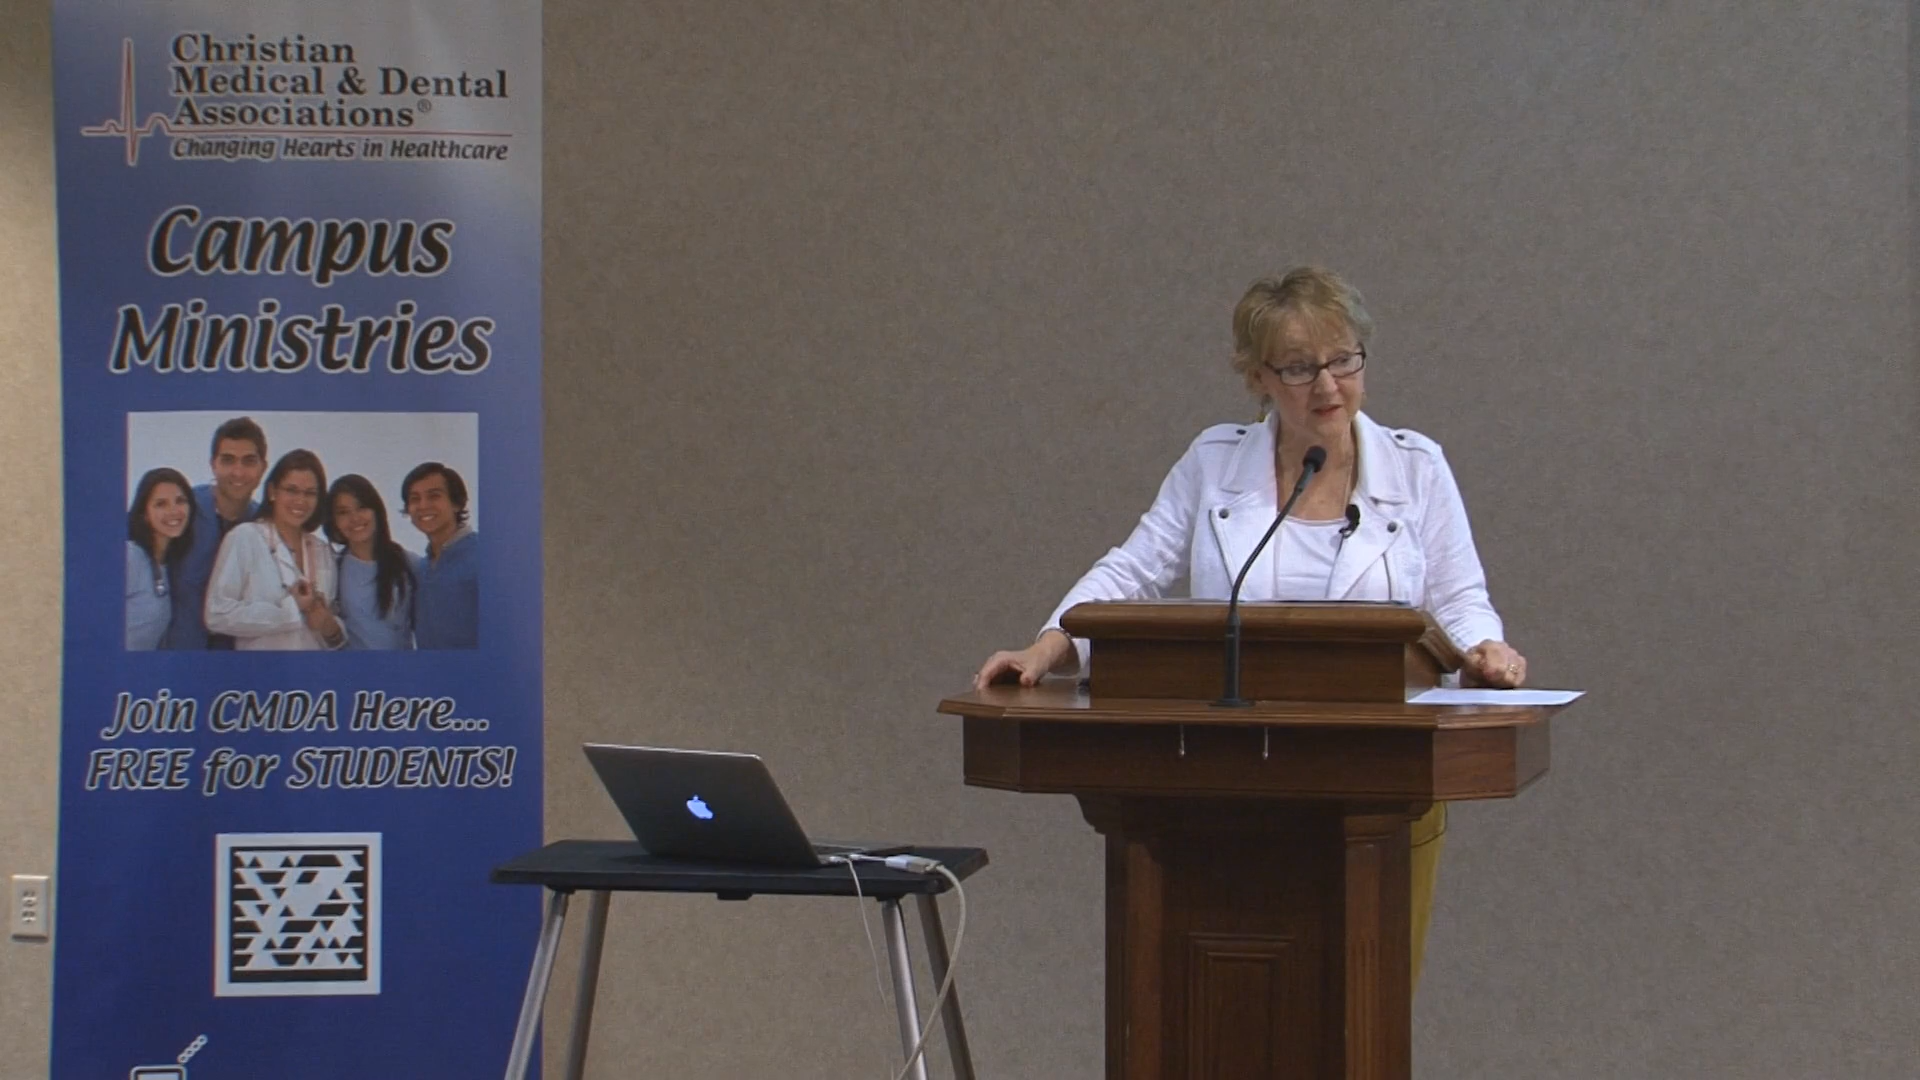 Christian
Medical & Dental
Associations®
Changing Hearts in Healthcare
Campus
Ministries
Join CMDA Here...
FREE for STUDENTS!